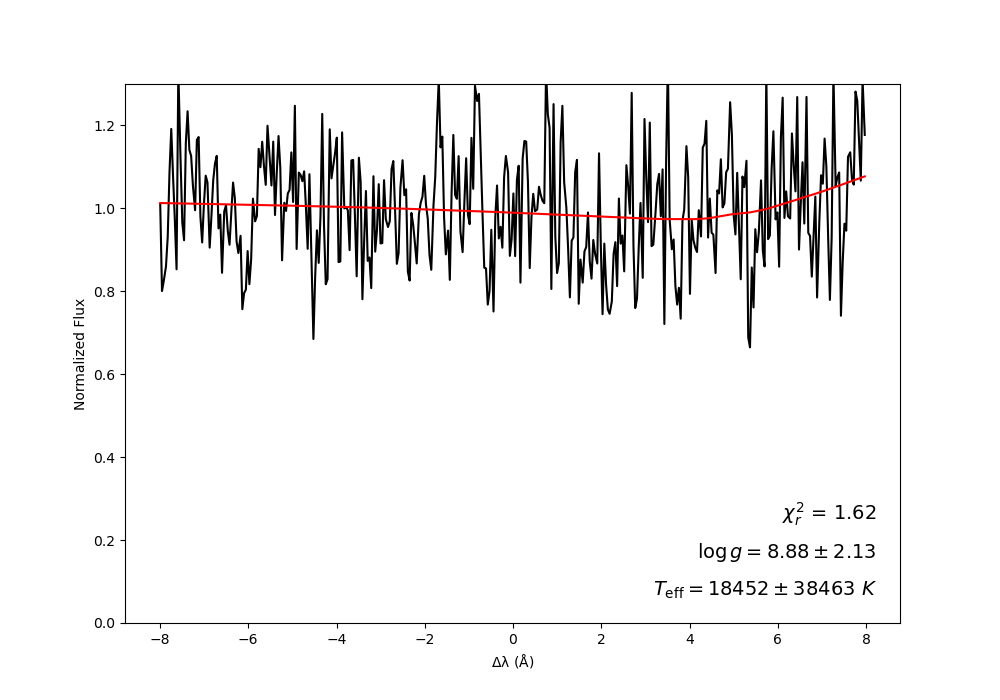 Normalized Flux
1.2
1.0
0.8
0.6
0.4
0.2
0.0
χ²ᵣ = 1.62
log g = 8.88 ± 2.13
T_eff = 18452 ± 38463 K
−8 −6 −4 −2 0 2 4 6 8
Δλ (Å)